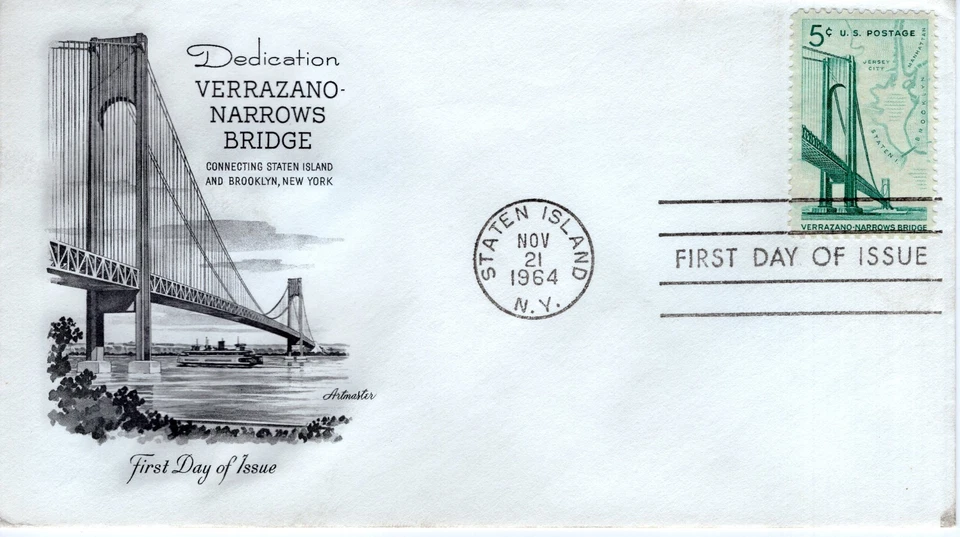 Dedication
VERRAZANO-
NARROWS
BRIDGE
CONNECTING STATEN ISLAND
AND BROOKLYN, NEW YORK
Artmaster
First Day of Issue
STATEN ISLAND
NOV
21
1964
N.Y.
5¢ U.S. POSTAGE
MANHATTAN
JERSEY
CITY
BROOKLYN
STATEN I.
VERRAZANO-NARROWS BRIDGE
FIRST DAY OF ISSUE